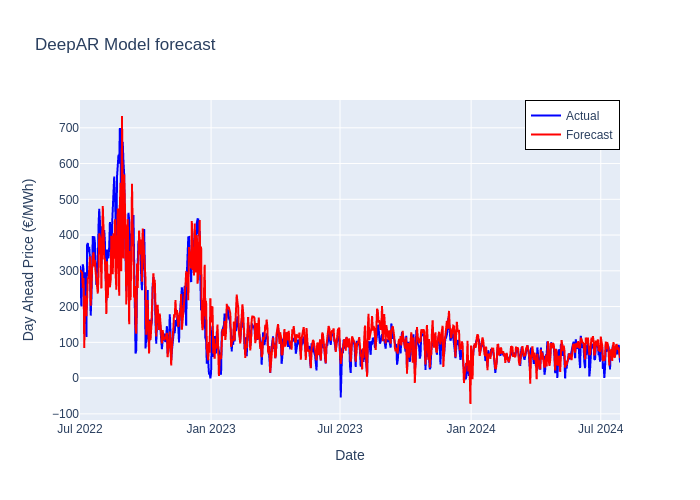 DeepAR Model forecast
Actual
Forecast
Day Ahead Price (€/MWh)
700
600
500
400
300
200
100
0
−100
Jul 2022
Jan 2023
Jul 2023
Jan 2024
Jul 2024
Date